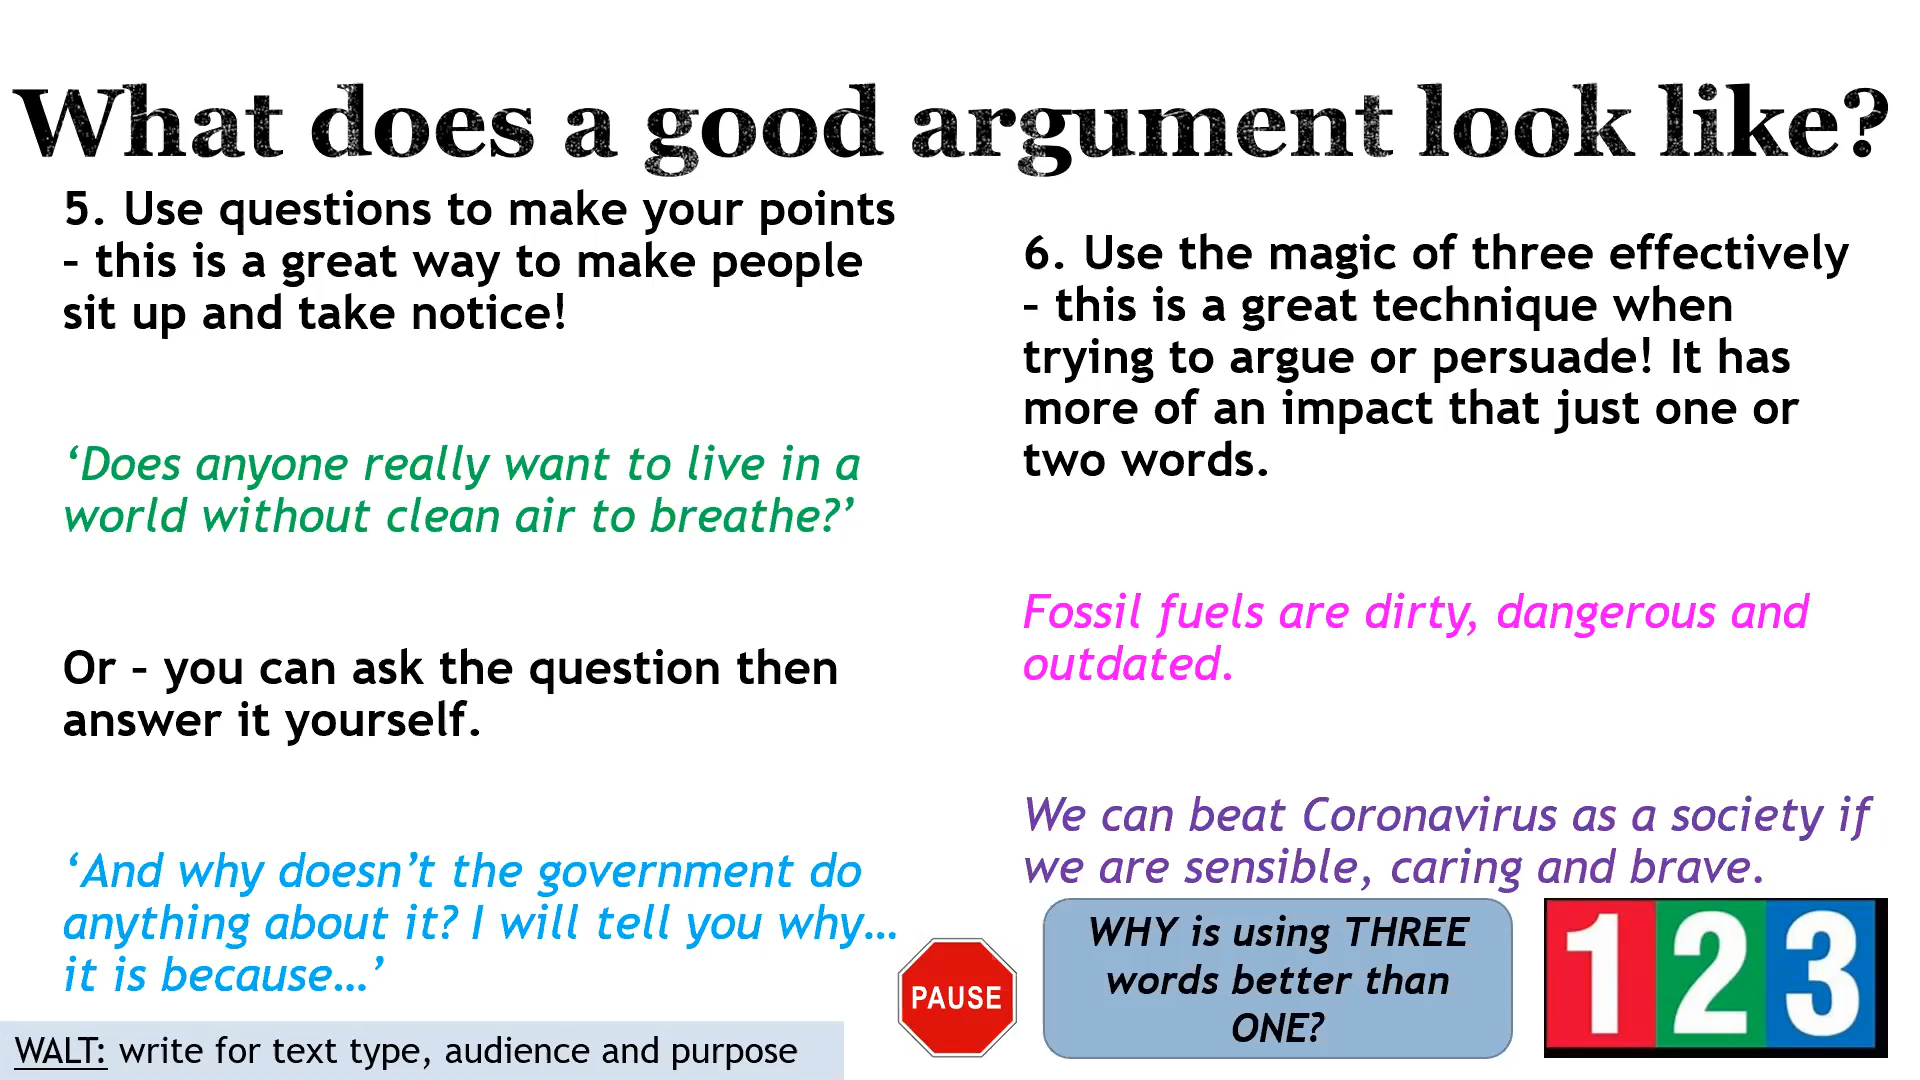 What does a good argument look like?
5. Use questions to make your points
– this is a great way to make people
sit up and take notice!
‘Does anyone really want to live in a
world without clean air to breathe?’
Or – you can ask the question then
answer it yourself.
‘And why doesn’t the government do
anything about it? I will tell you why…
it is because…’
6. Use the magic of three effectively
– this is a great technique when
trying to argue or persuade! It has
more of an impact that just one or
two words.
Fossil fuels are dirty, dangerous and
outdated.
We can beat Coronavirus as a society if
we are sensible, caring and brave.
PAUSE
WHY is using THREE
words better than
ONE?
123
WALT: write for text type, audience and purpose